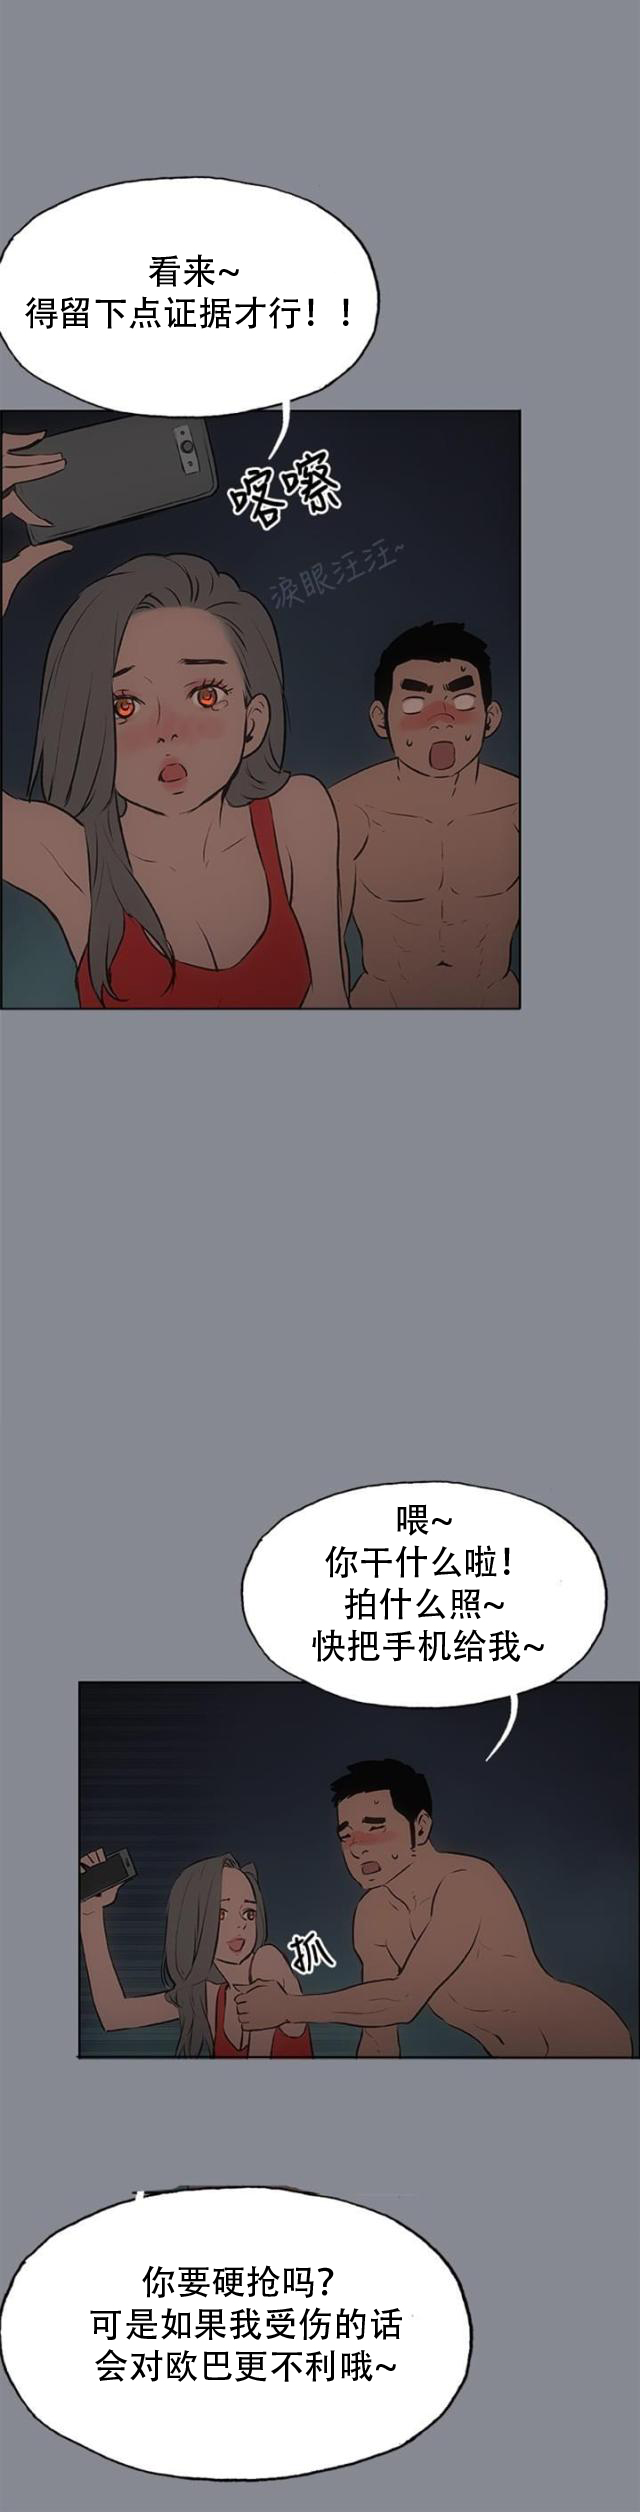 看来~
得留下点证据才行！！
喀嚓
淚眼汪汪~
喂~
你干什么啦！
拍什么照~
快把手机给我~
抓
你要硬抢吗？
可是如果我受伤的话
会对欧巴更不利哦~